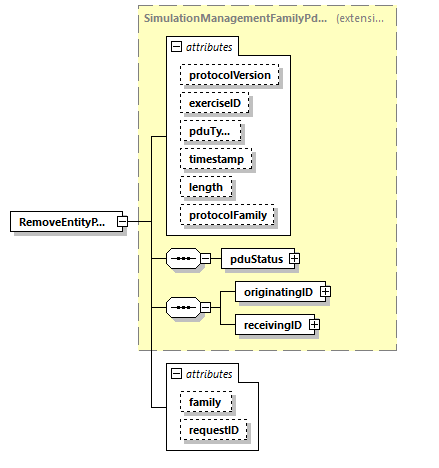 SimulationManagementFamilyPd... (extensi...
attributes
protocolVersion
exerciseID
pduTy...
timestamp
length
protocolFamily
RemoveEntityP...
pduStatus
originatingID
receivingID
attributes
family
requestID